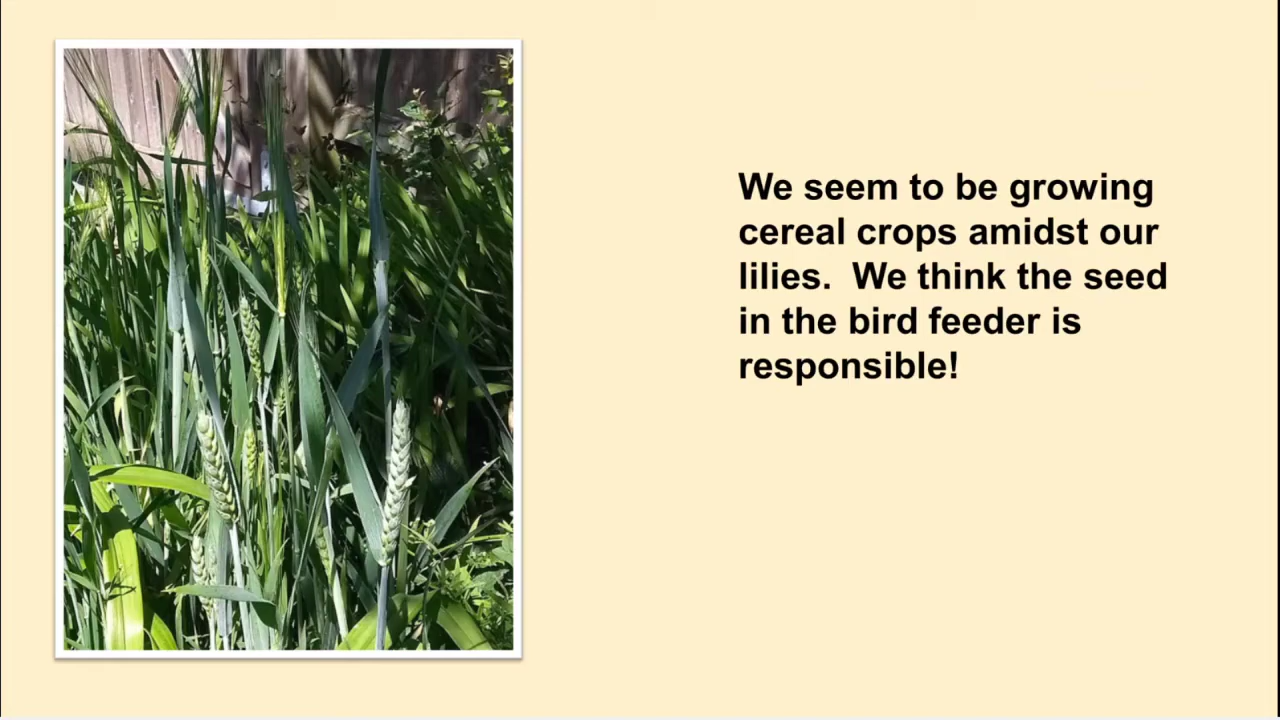 We seem to be growing
cereal crops amidst our
lilies.  We think the seed
in the bird feeder is
responsible!